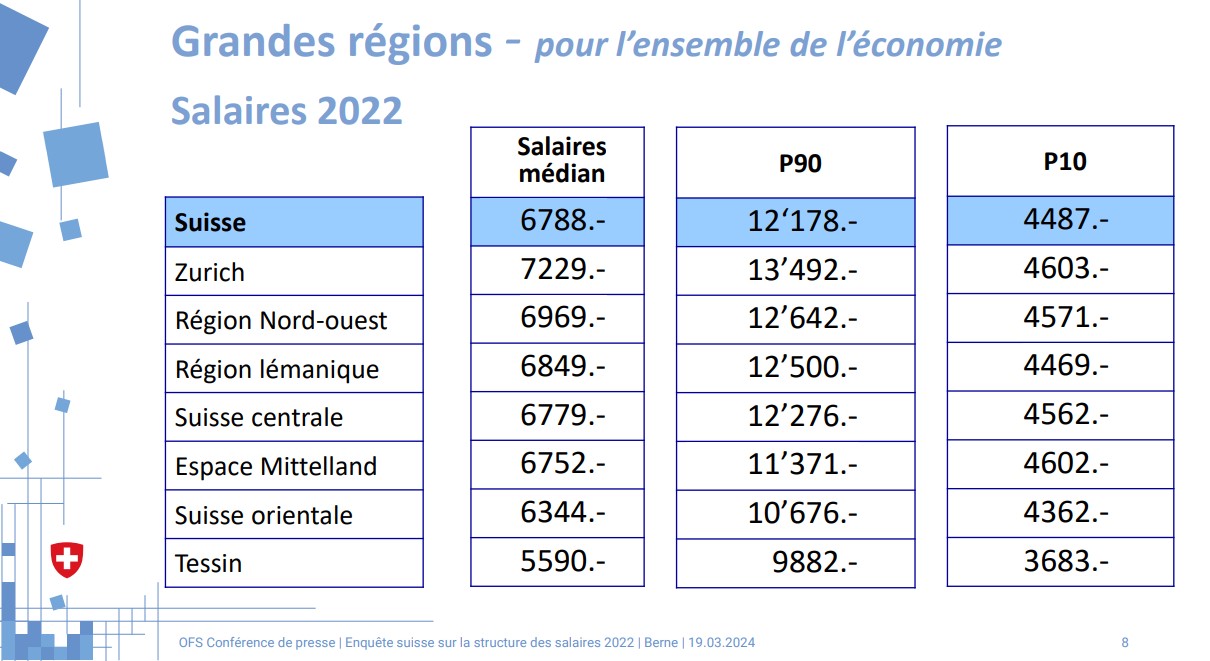 Grandes régions – pour l’ensemble de l’économie
Salaires 2022
Salaires
médian
P90
P10
Suisse 6788.- 12‘178.- 4487.-
Zurich 7229.- 13’492.- 4603.-
Région Nord-ouest 6969.- 12’642.- 4571.-
Région lémanique 6849.- 12’500.- 4469.-
Suisse centrale 6779.- 12’276.- 4562.-
Espace Mittelland 6752.- 11’371.- 4602.-
Suisse orientale 6344.- 10’676.- 4362.-
Tessin 5590.- 9882.- 3683.-
OFS Conférence de presse | Enquête suisse sur la structure des salaires 2022 | Berne | 19.03.2024 8